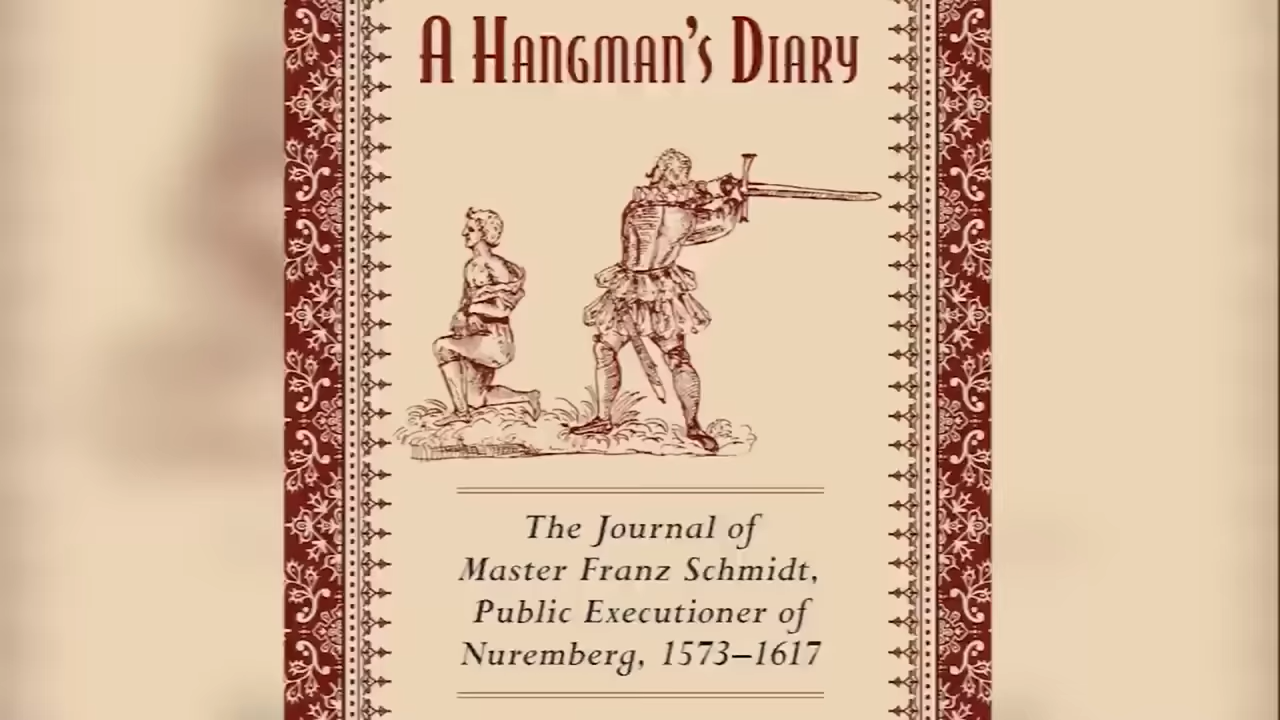 A Hangman's Diary
The Journal of
Master Franz Schmidt,
Public Executioner of
Nuremberg, 1573–1617